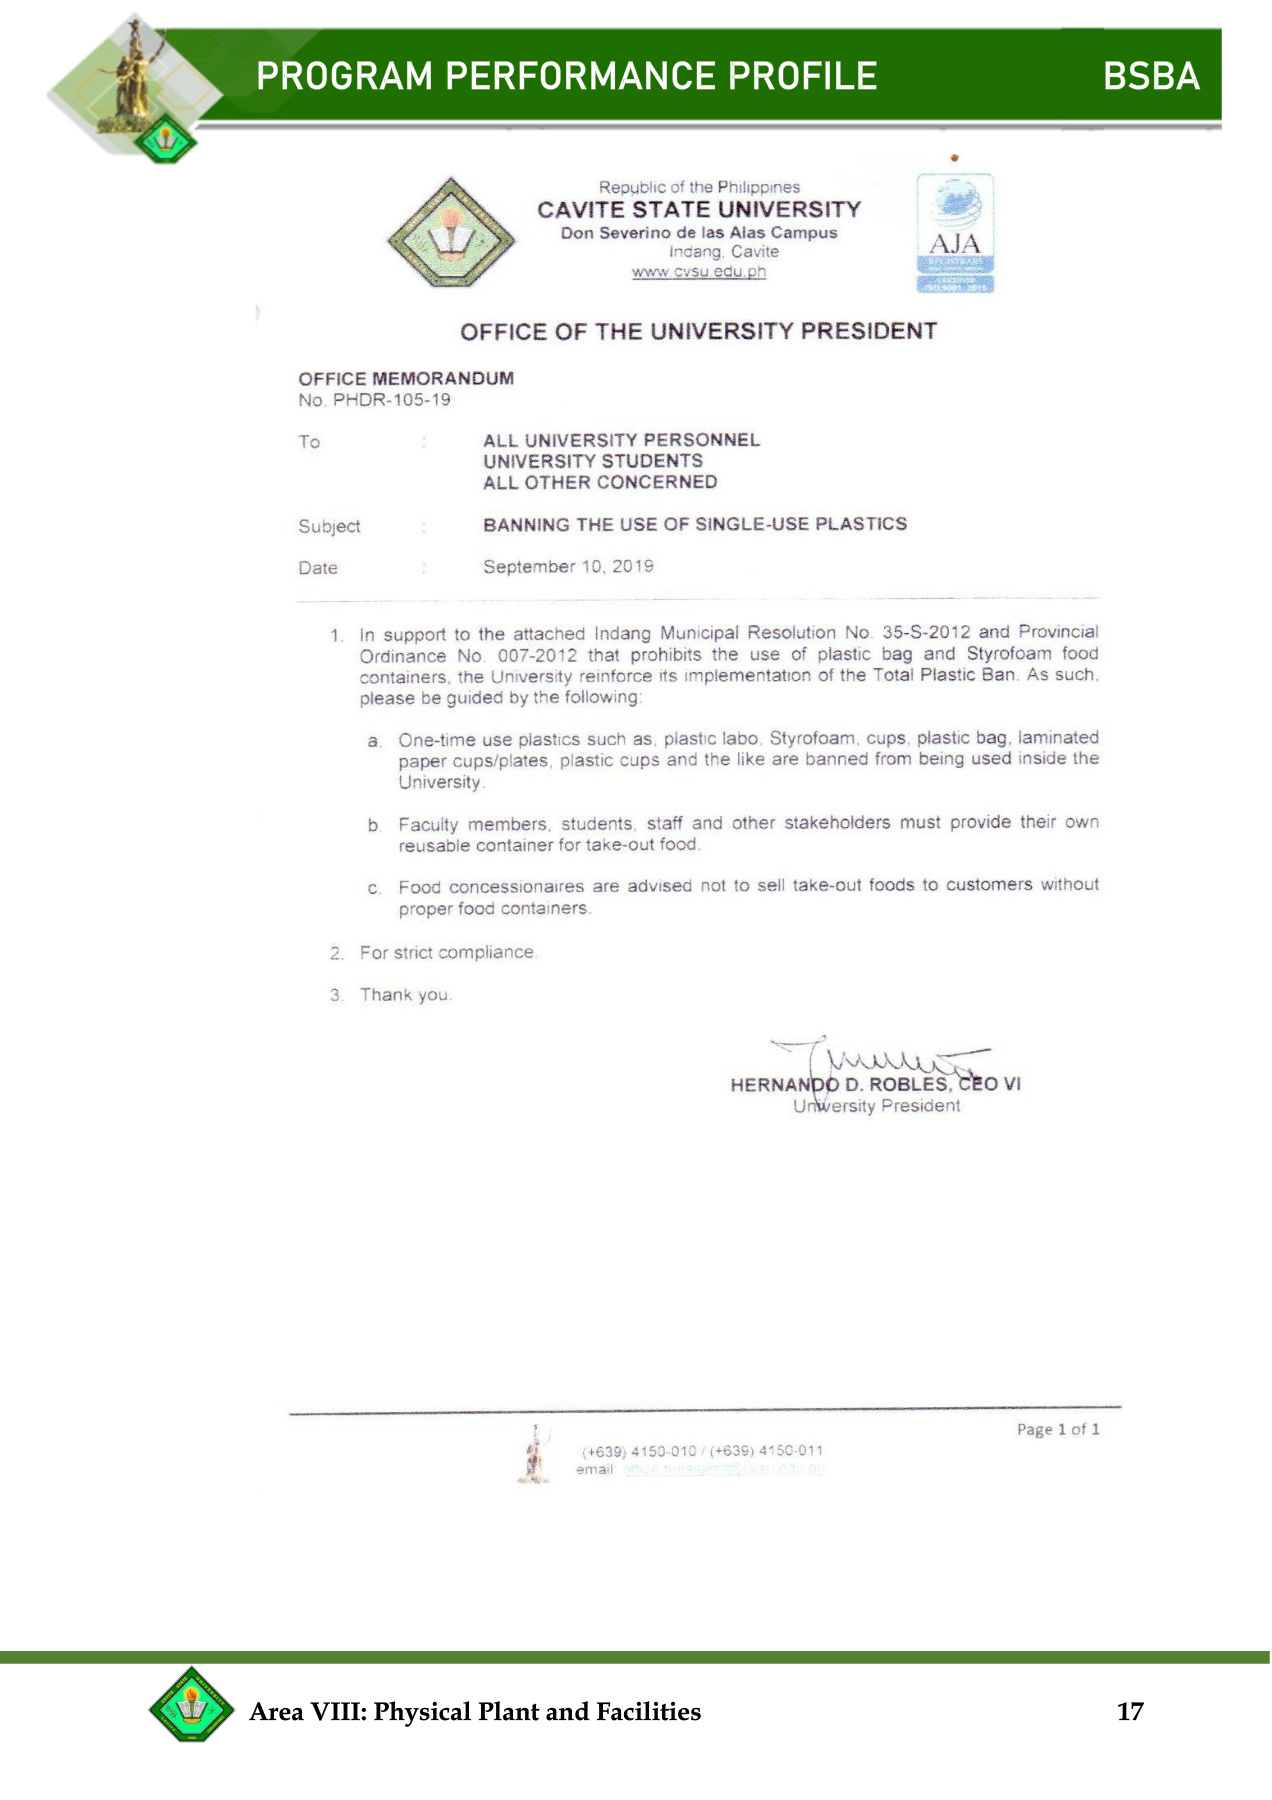 PROGRAM PERFORMANCE PROFILE BSBA
Republic of the Philippines
CAVITE STATE UNIVERSITY
Don Severino de las Alas Campus
Indang, Cavite
www.cvsu.edu.ph
AJA
REGISTRARS
CERTIFIED
ISO 9001: 2015
OFFICE OF THE UNIVERSITY PRESIDENT
OFFICE MEMORANDUM
No. PHDR-105-19
To : ALL UNIVERSITY PERSONNEL
UNIVERSITY STUDENTS
ALL OTHER CONCERNED
Subject : BANNING THE USE OF SINGLE-USE PLASTICS
Date : September 10, 2019
1. In support to the attached Indang Municipal Resolution No. 35-S-2012 and Provincial
Ordinance No. 007-2012 that prohibits the use of plastic bag and Styrofoam food
containers, the University reinforce its implementation of the Total Plastic Ban. As such,
please be guided by the following:
a. One-time use plastics such as, plastic labo, Styrofoam, cups, plastic bag, laminated
paper cups/plates, plastic cups and the like are banned from being used inside the
University.
b. Faculty members, students, staff and other stakeholders must provide their own
reusable container for take-out food.
c. Food concessionaires are advised not to sell take-out foods to customers without
proper food containers.
2. For strict compliance.
3. Thank you.
HERNANDO D. ROBLES, CEO VI
University President
Page 1 of 1
(+639) 4150-010 / (+639) 4150-011
email: office.president@cvsu.edu.ph
Area VIII: Physical Plant and Facilities 17